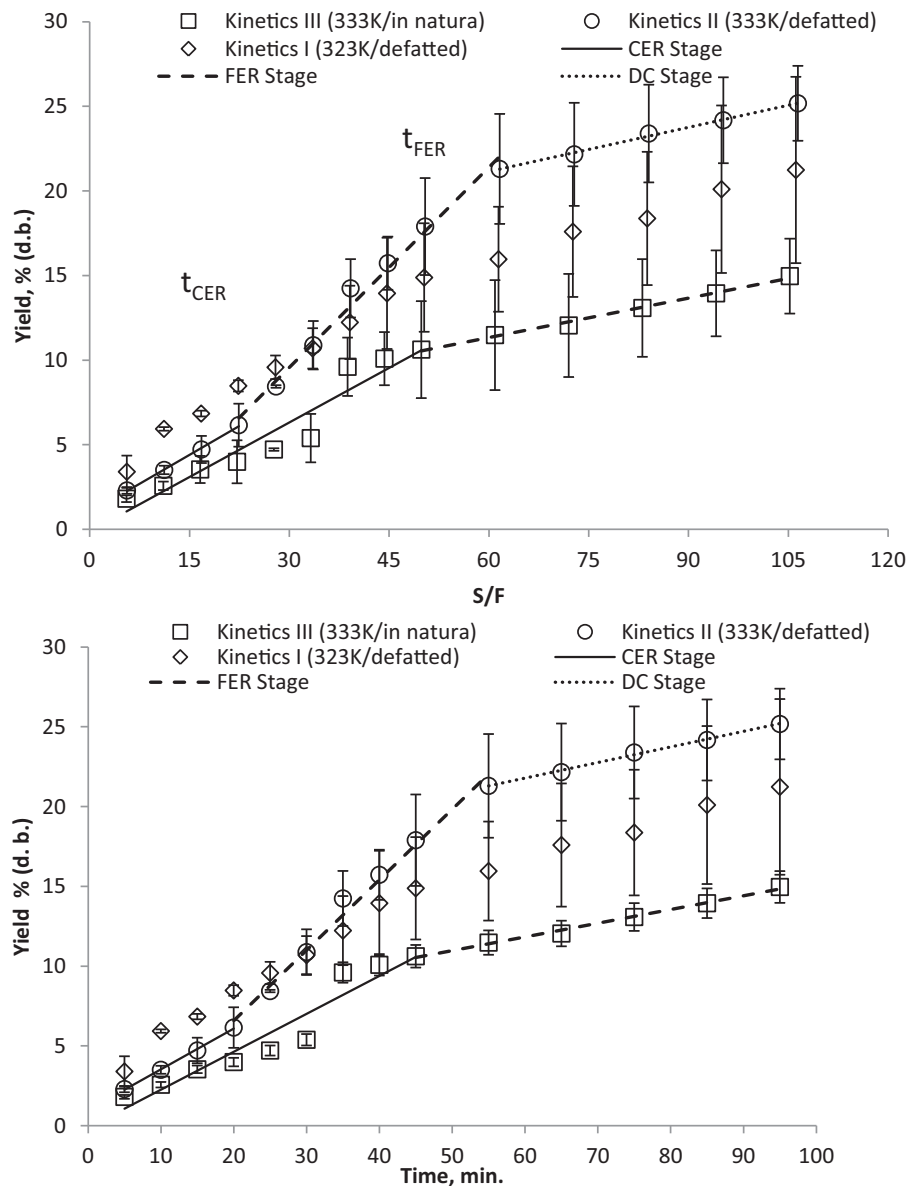 Kinetics III (333K/in natura) Kinetics II (333K/defatted)
Kinetics I (323K/defatted) CER Stage
FER Stage DC Stage
30
25
20
15
10
5
0
Yield, % (d.b.)
tCER
tFER
0 15 30 45 60 75 90 105 120
S/F
Kinetics III (333K/in natura) Kinetics II (333K/defatted)
Kinetics I (323K/defatted) CER Stage
FER Stage DC Stage
30
25
20
15
10
5
0
Yield % (d. b.)
0 10 20 30 40 50 60 70 80 90 100
Time, min.